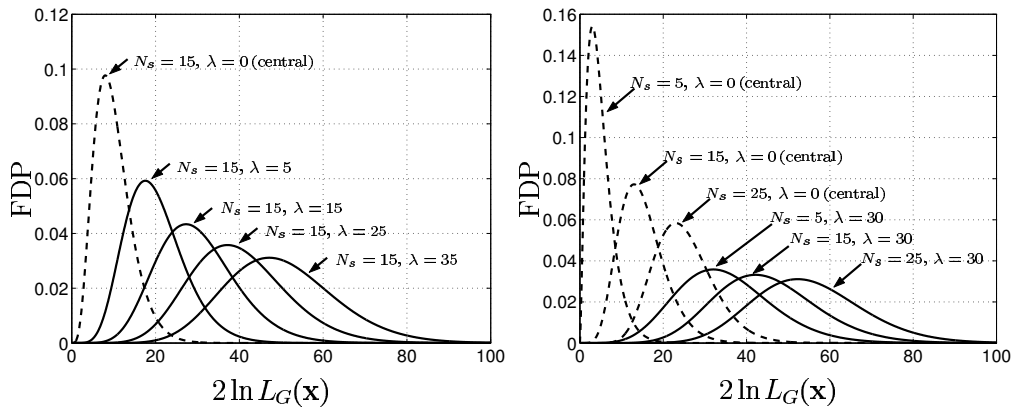 0.12
0.1
0.08
0.06
0.04
0.02
0
FDP
N_s = 15, λ = 0 (central)
N_s = 15, λ = 5
N_s = 15, λ = 15
N_s = 15, λ = 25
N_s = 15, λ = 35
0 20 40 60 80 100
2 ln L_G(x)
0.16
0.14
0.12
0.1
0.08
0.06
0.04
0.02
0
FDP
N_s = 5, λ = 0 (central)
N_s = 15, λ = 0 (central)
N_s = 25, λ = 0 (central)
N_s = 5, λ = 30
N_s = 15, λ = 30
N_s = 25, λ = 30
0 20 40 60 80 100
2 ln L_G(x)